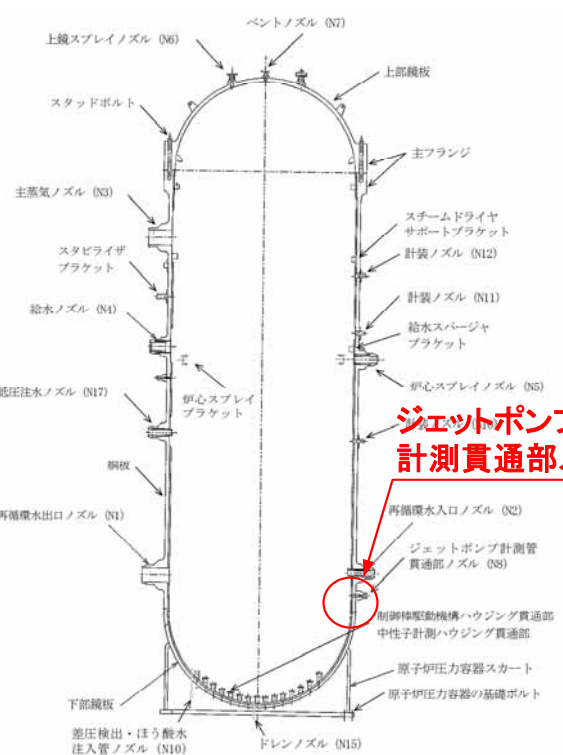 ベントノズル (N7)
上鏡スプレイノズル (N6)
上部鏡板
スタッドボルト
主フランジ
主蒸気ノズル (N3)
スチームドライヤ
サポートブラケット
スタビライザ
ブラケット
計装ノズル (N12)
計装ノズル (N11)
給水ノズル (N4)
給水スパージャ
ブラケット
炉心スプレイ
ブラケット
炉心スプレイノズル (N5)
低圧注水ノズル (N17)
ジェットポンプ
計測貫通部
胴板
再循環水出口ノズル (N1)
再循環水入口ノズル (N2)
ジェットポンプ計測管
貫通部ノズル (N8)
制御棒駆動機構ハウジング貫通部
中性子計測ハウジング貫通部
原子炉圧力容器スカート
下部鏡板
原子炉圧力容器の基礎ボルト
差圧検出・ほう酸水
注入管ノズル (N10)
ドレンノズル (N15)